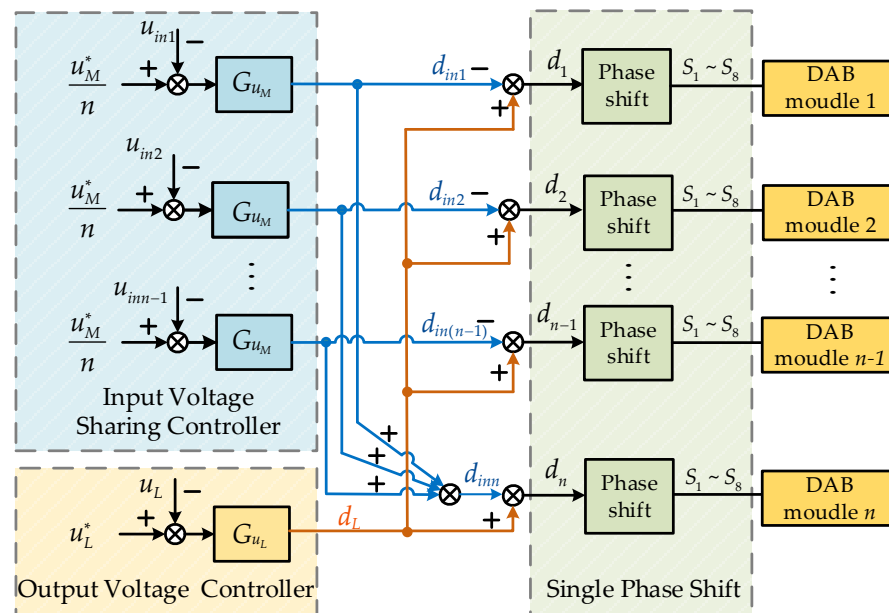 u_in1
u*_M / n
+
−
G_uM
d_in1
−
+
d_1
Phase shift
S_1 ~ S_8
DAB
moudle 1
u_in2
u*_M / n
+
−
G_uM
d_in2
−
+
d_2
Phase shift
S_1 ~ S_8
DAB
moudle 2
⋮
⋮
⋮
u_inn−1
u*_M / n
+
−
G_uM
d_in(n−1)
−
+
d_n−1
Phase shift
S_1 ~ S_8
DAB
moudle n-1
Input Voltage
Sharing Controller
+
+
+
d_inn
+
d_n
Phase shift
S_1 ~ S_8
DAB
moudle n
u_L
u*_L
+
−
G_uL
d_L
Output Voltage Controller
Single Phase Shift